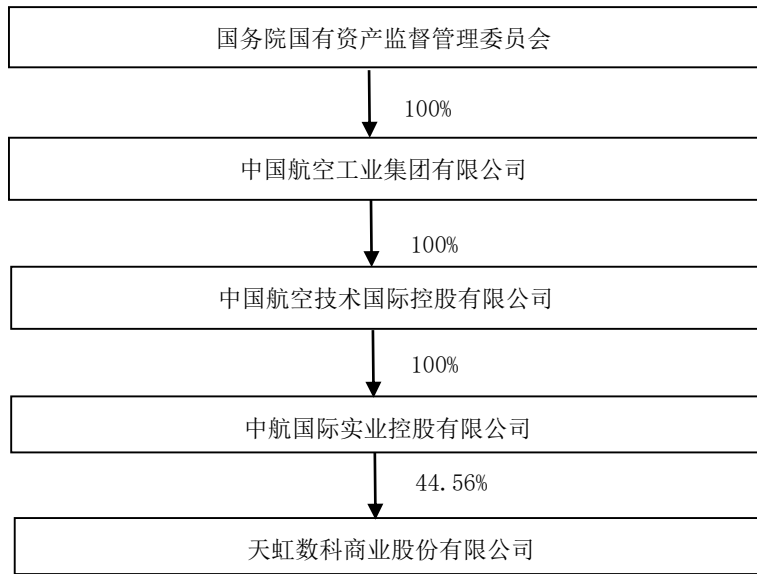 国务院国有资产监督管理委员会
100%
中国航空工业集团有限公司
100%
中国航空技术国际控股有限公司
100%
中航国际实业控股有限公司
44.56%
天虹数科商业股份有限公司